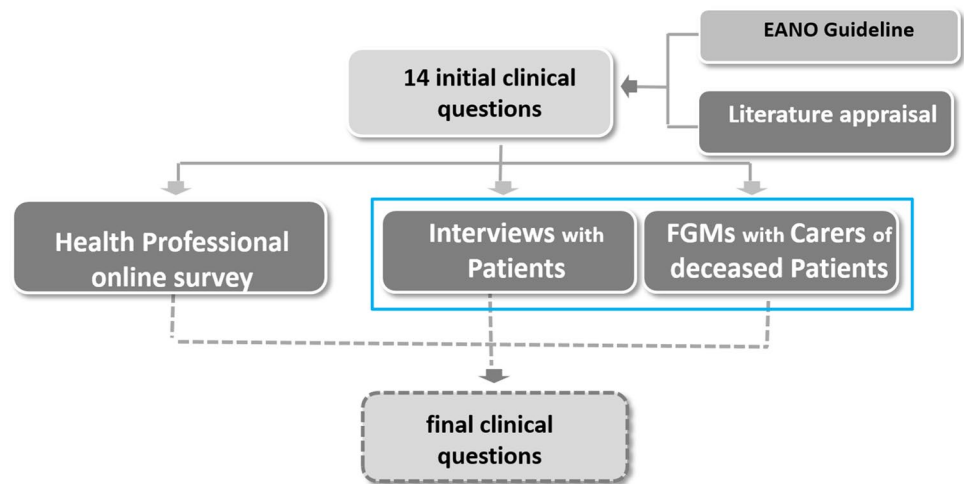 EANO Guideline
14 initial clinical
questions
Literature appraisal
Health Professional
online survey
Interviews with
Patients
FGMs with Carers of
deceased Patients
final clinical
questions